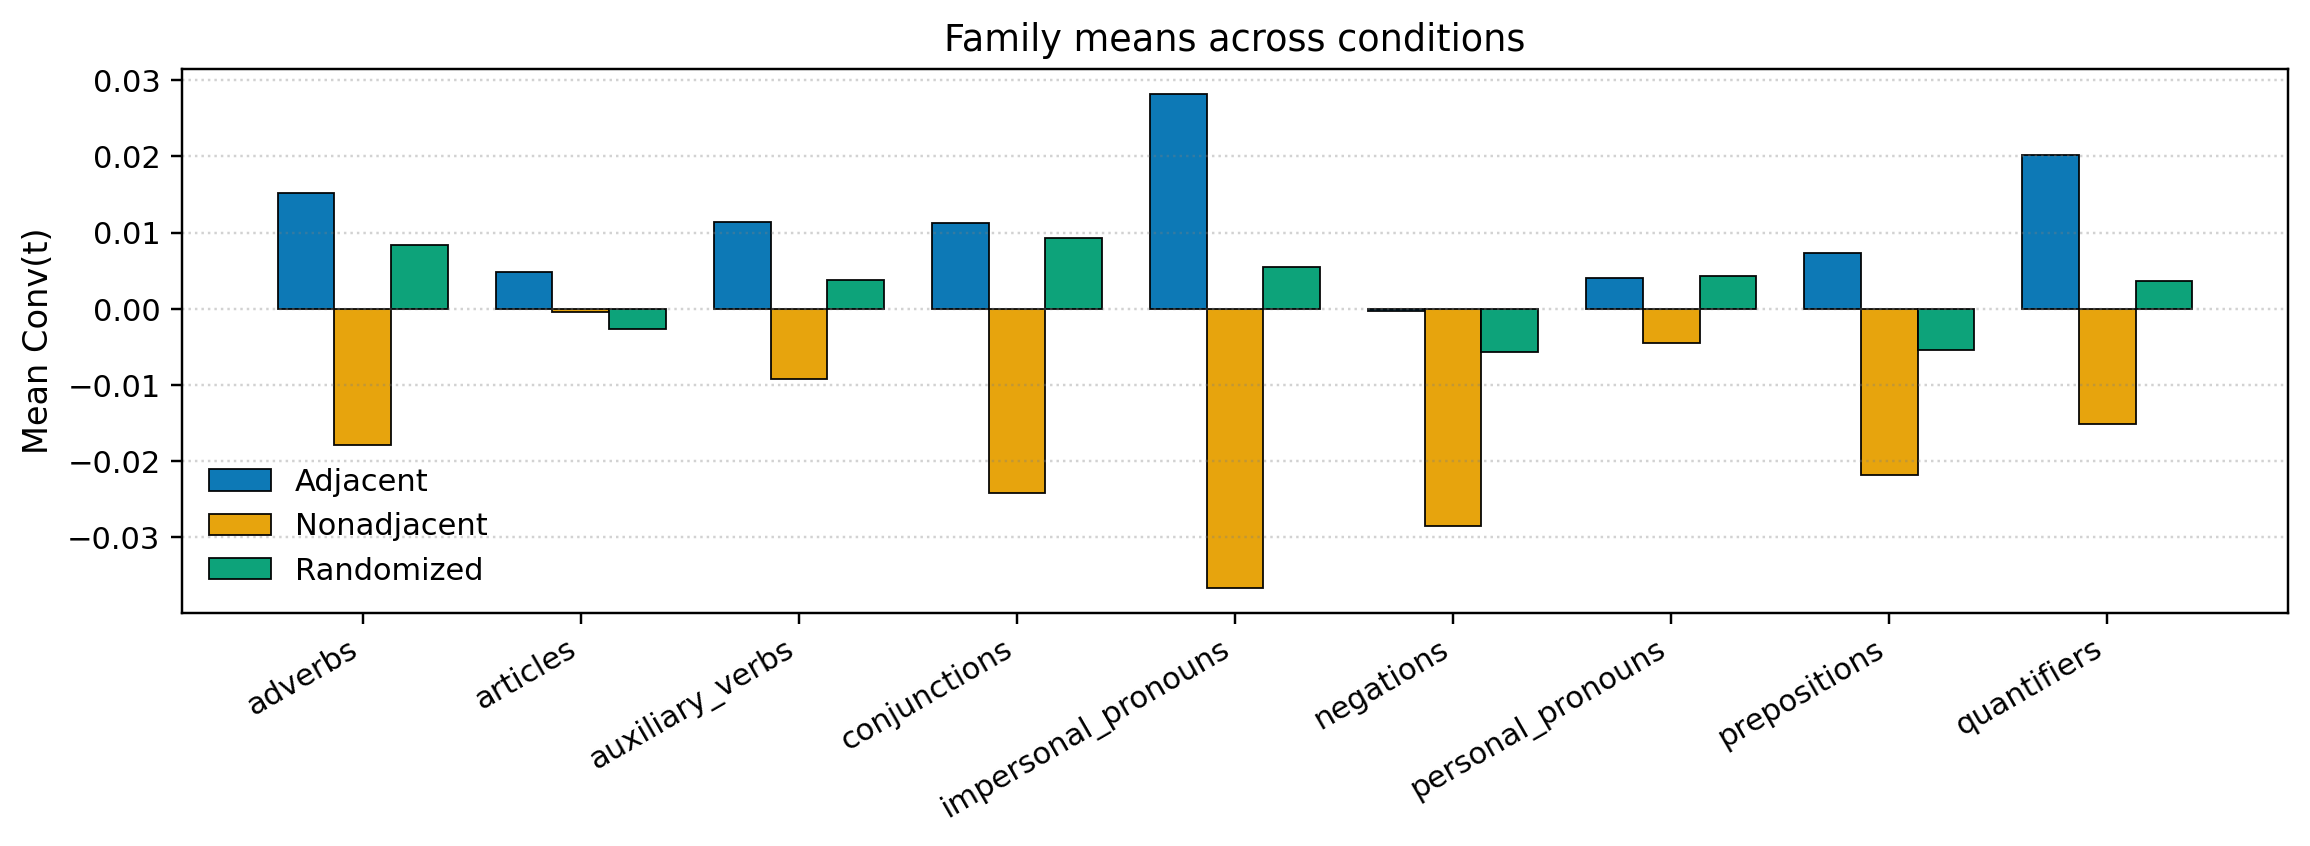 Family means across conditions
Mean Conv(t)
0.03
0.02
0.01
0.00
−0.01
−0.02
−0.03
Adjacent
Nonadjacent
Randomized
adverbs
articles
auxiliary_verbs
conjunctions
impersonal_pronouns
negations
personal_pronouns
prepositions
quantifiers